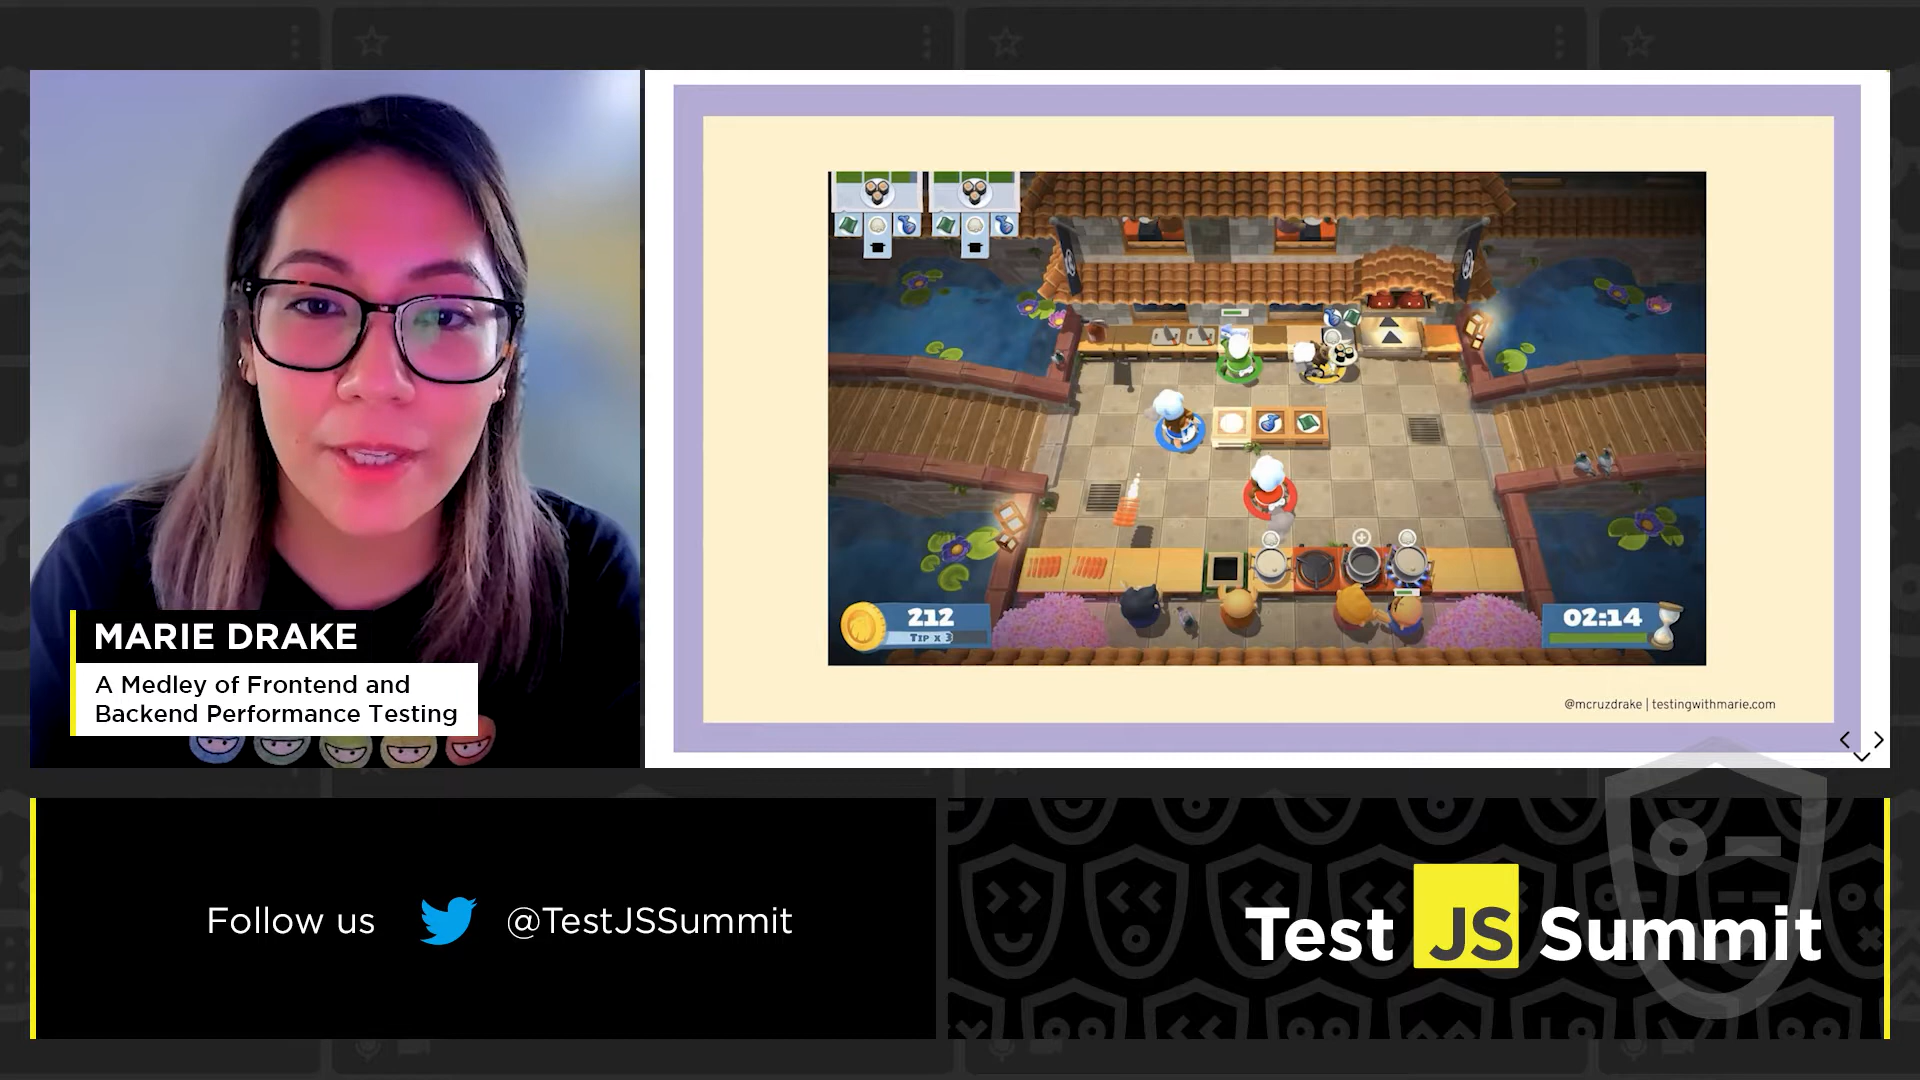 MARIE DRAKE
A Medley of Frontend and
Backend Performance Testing
212
TIP x 3
02:14
@mcruzdrake | testingwithmarie.com
Follow us
@TestJSSummit
Test JS Summit